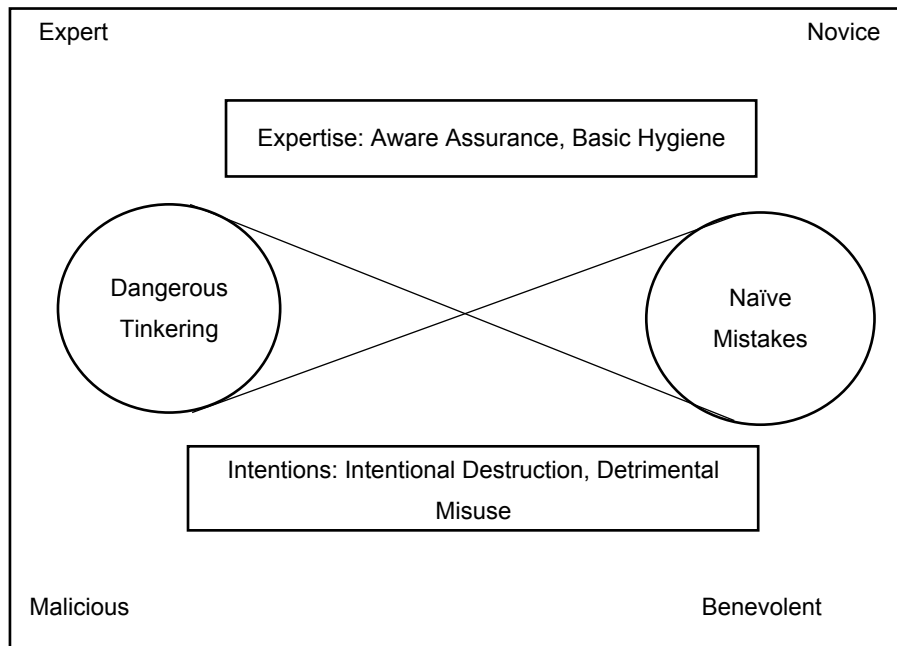 Expert
Novice
Expertise: Aware Assurance, Basic Hygiene
Dangerous
Tinkering
Naïve
Mistakes
Intentions: Intentional Destruction, Detrimental
Misuse
Malicious
Benevolent